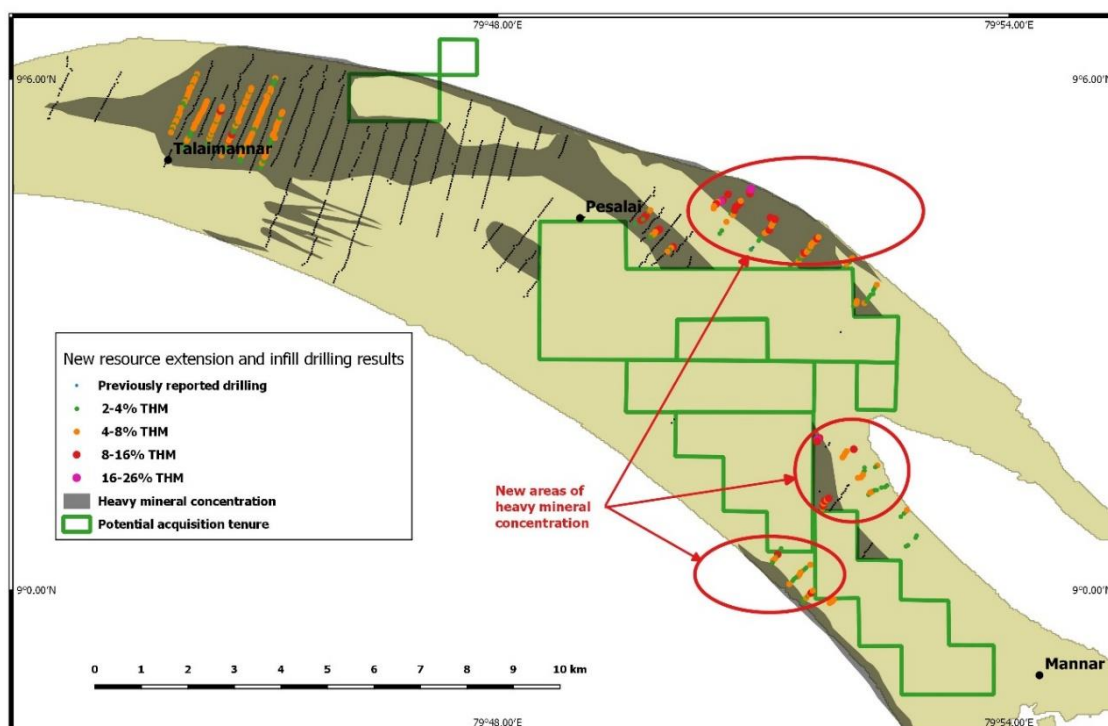 79°48.00'E
79°54.00'E
9°6.00'N
9°6.00'N
Talaimannar
Pesalai
New resource extension and infill drilling results
Previously reported drilling
2-4% THM
4-8% THM
8-16% THM
16-26% THM
Heavy mineral concentration
Potential acquisition tenure
New areas of
heavy mineral
concentration
9°0.00'N
9°0.00'N
Mannar
0 1 2 3 4 5 6 7 8 9 10 km
79°48.00'E
79°54.00'E